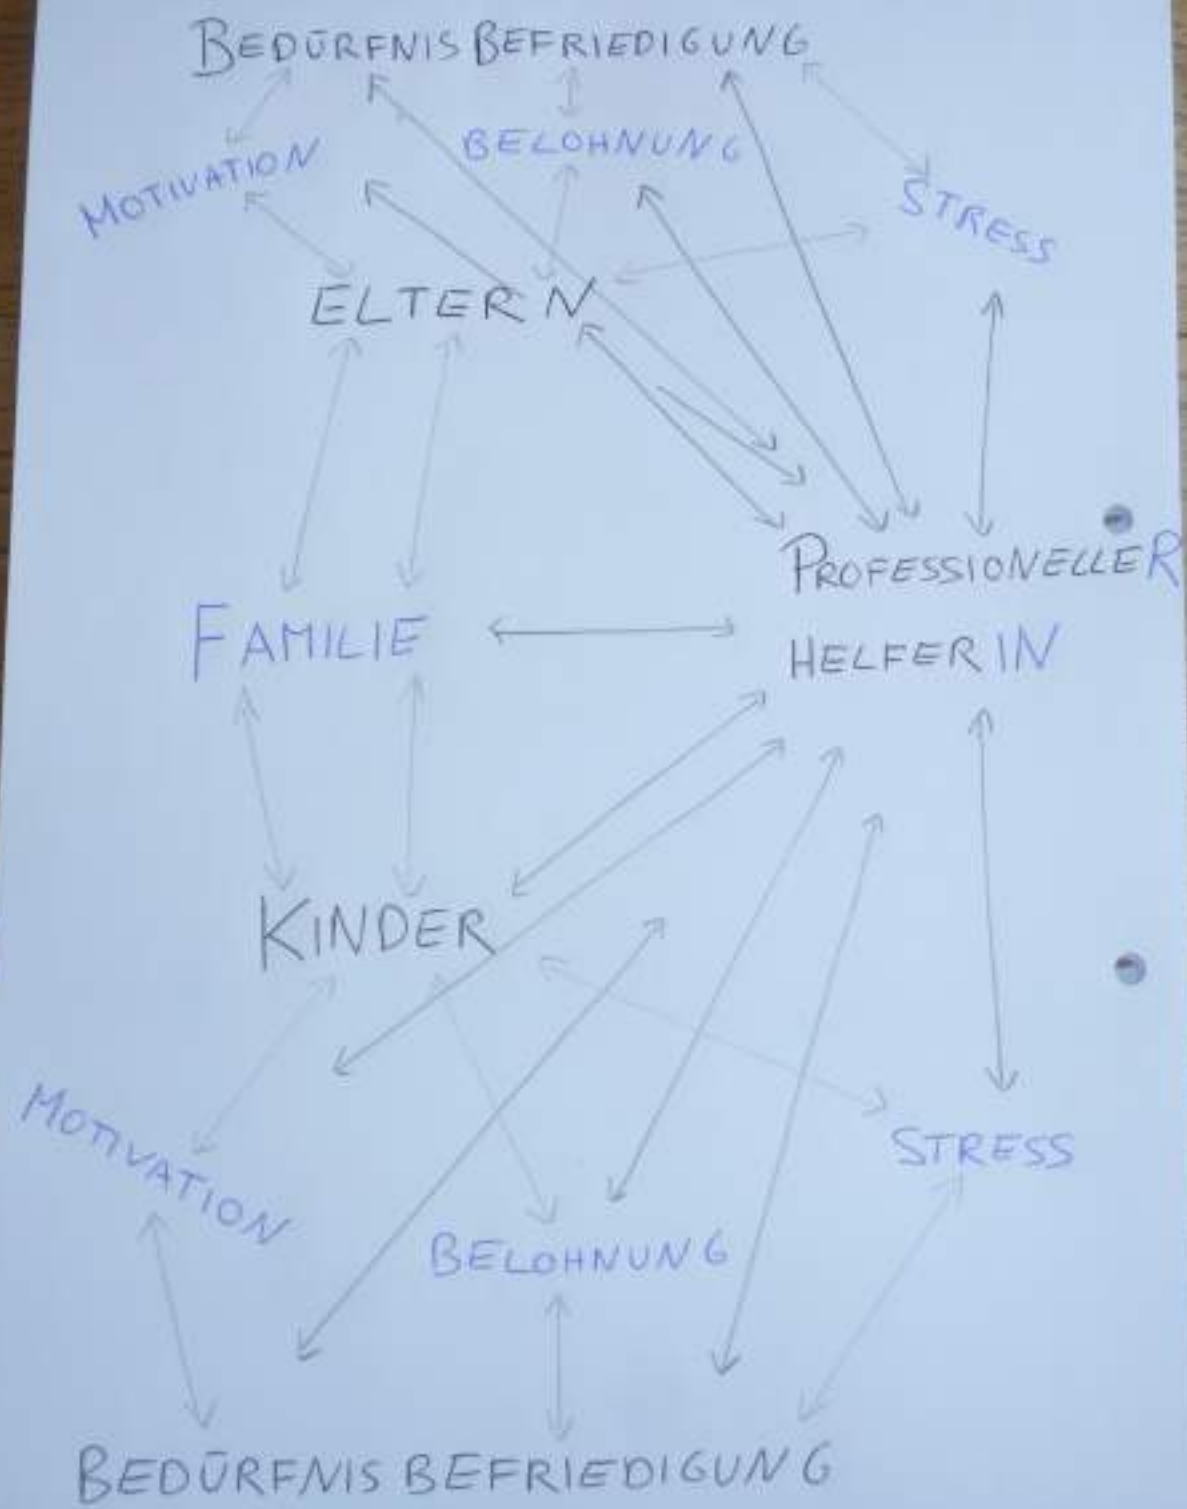 BEDÜRFNIS BEFRIEDIGUNG
BELOHNUNG
MOTIVATION
STRESS
ELTERN
PROFESSIONELLER
FAMILIE
HELFERIN
KINDER
MOTIVATION
STRESS
BELOHNUNG
BEDÜRFNIS BEFRIEDIGUNG